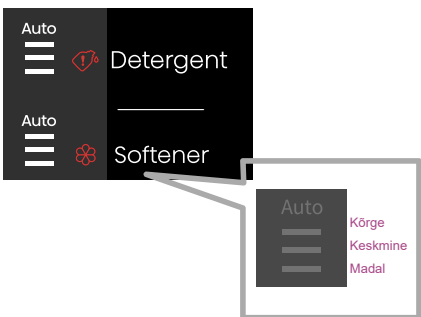 Auto
Detergent
Auto
Softener
Auto
Kõrge
Keskmine
Madal